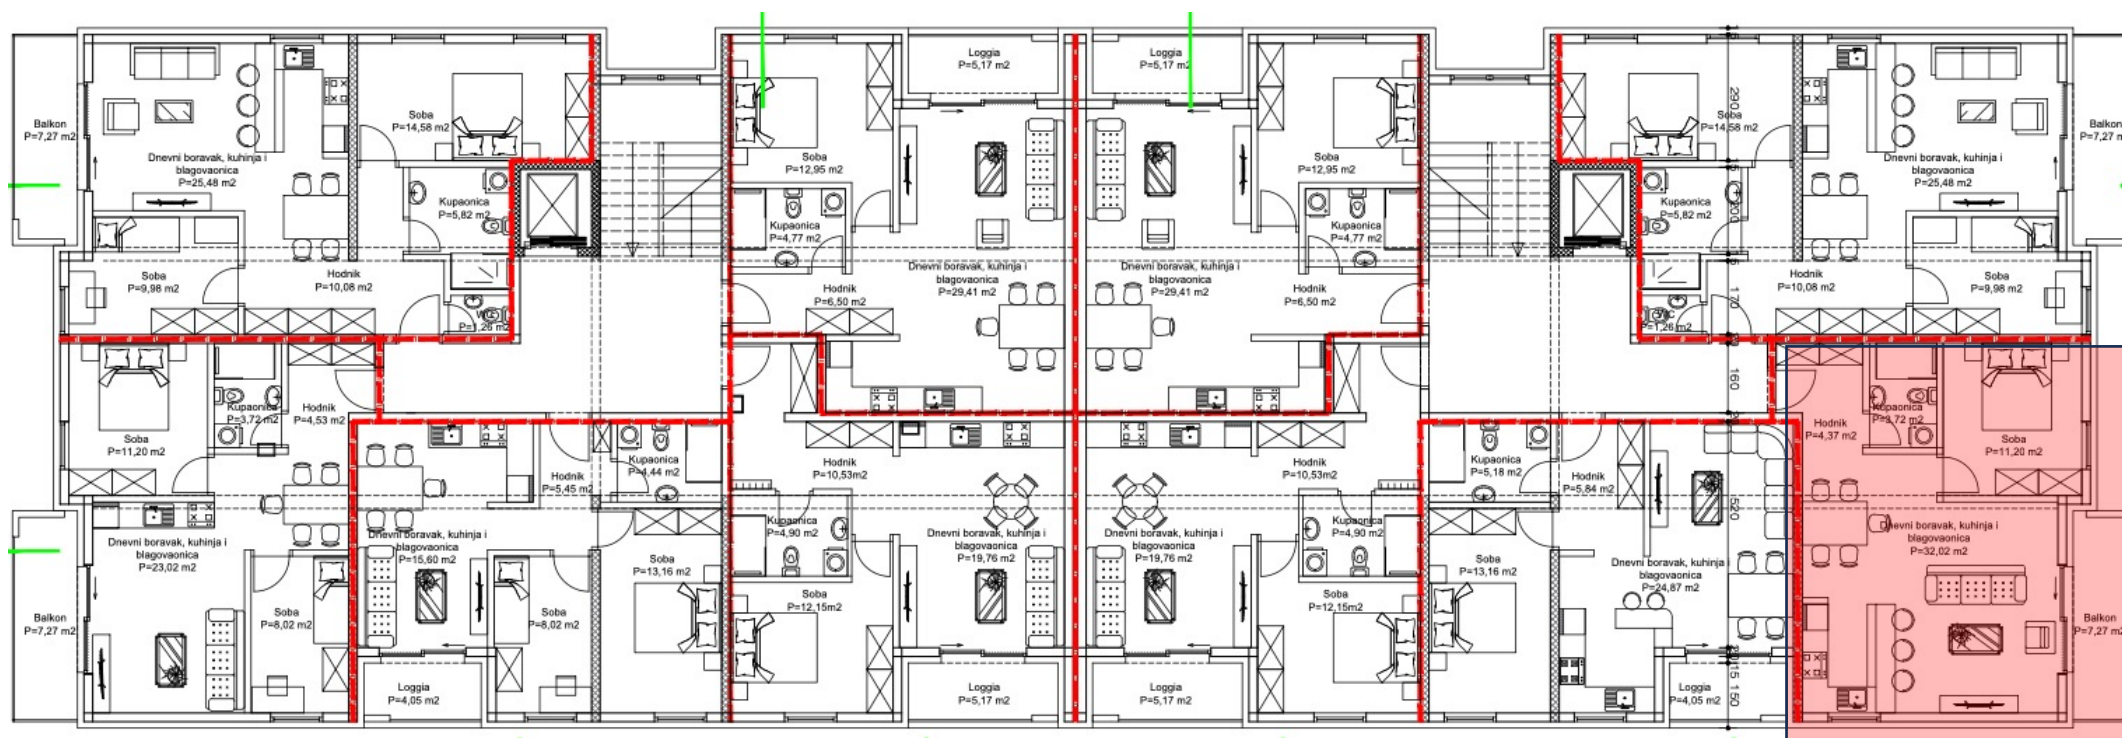 Balkon
P=7,27 m2
Dnevni boravak, kuhinja i
blagovaonica
P=25,48 m2
Soba
P=14,58 m2
Kupaonica
P=5,82 m2
Soba
P=9,98 m2
Hodnik
P=10,08 m2
WC
P=1,26 m2
Loggia
P=5,17 m2
Soba
P=12,95 m2
Kupaonica
P=4,77 m2
Hodnik
P=6,50 m2
Dnevni boravak, kuhinja i
blagovaonica
P=29,41 m2
Loggia
P=5,17 m2
Soba
P=12,95 m2
Kupaonica
P=4,77 m2
Dnevni boravak, kuhinja i
blagovaonica
P=29,41 m2
Hodnik
P=6,50 m2
290
Soba
P=14,58 m2
Kupaonica
P=5,82 m2
Dnevni boravak, kuhinja i
blagovaonica
P=25,48 m2
Balkon
P=7,27 m
170
WC
P=1,26 m2
Hodnik
P=10,08 m2
Soba
P=9,98 m2
160
Soba
P=11,20 m2
Kupaonica
P=3,72 m2
Hodnik
P=4,53 m2
Dnevni boravak, kuhinja i
blagovaonica
P=23,02 m2
Balkon
P=7,27 m2
Soba
P=8,02 m2
Hodnik
P=5,45 m2
Kupaonica
P=4,44 m2
Dnevni boravak, kuhinja i
blagovaonica
P=15,60 m2
Soba
P=8,02 m2
Soba
P=13,16 m2
Loggia
P=4,05 m2
Hodnik
P=10,53m2
Kupaonica
P=4,90 m2
Dnevni boravak, kuhinja i
blagovaonica
P=19,76 m2
Soba
P=12,15m2
Loggia
P=5,17 m2
Hodnik
P=10,53m2
Dnevni boravak, kuhinja i
blagovaonica
P=19,76 m2
Kupaonica
P=4,90 m2
Soba
P=12,15m2
Loggia
P=5,17 m2
Kupaonica
P=5,18 m2
Hodnik
P=5,84 m2
520
Soba
P=13,16 m2
Dnevni boravak, kuhinja i
blagovaonica
P=24,87 m2
Loggia
P=4,05 m2
150
Hodnik
P=4,37 m2
Kupaonica
P=3,72 m2
Soba
P=11,20 m2
Dnevni boravak, kuhinja i
blagovaonica
P=32,02 m2
Balkon
P=7,27 m2